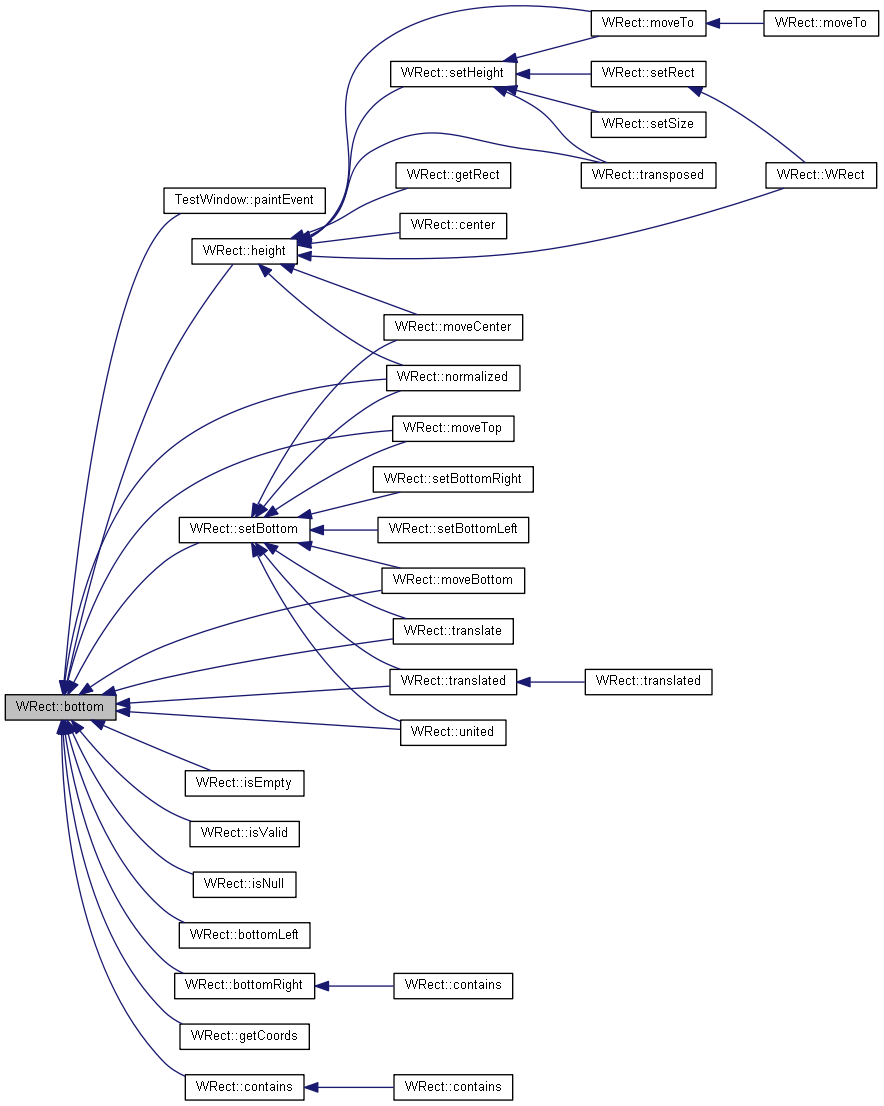 WRect::moveTo
WRect::moveTo
WRect::setHeight
WRect::setRect
WRect::setSize
WRect::getRect
WRect::transposed
WRect::WRect
TestWindow::paintEvent
WRect::center
WRect::height
WRect::moveCenter
WRect::normalized
WRect::moveTop
WRect::setBottomRight
WRect::setBottom
WRect::setBottomLeft
WRect::moveBottom
WRect::translate
WRect::translated
WRect::translated
WRect::bottom
WRect::united
WRect::isEmpty
WRect::isValid
WRect::isNull
WRect::bottomLeft
WRect::bottomRight
WRect::contains
WRect::getCoords
WRect::contains
WRect::contains